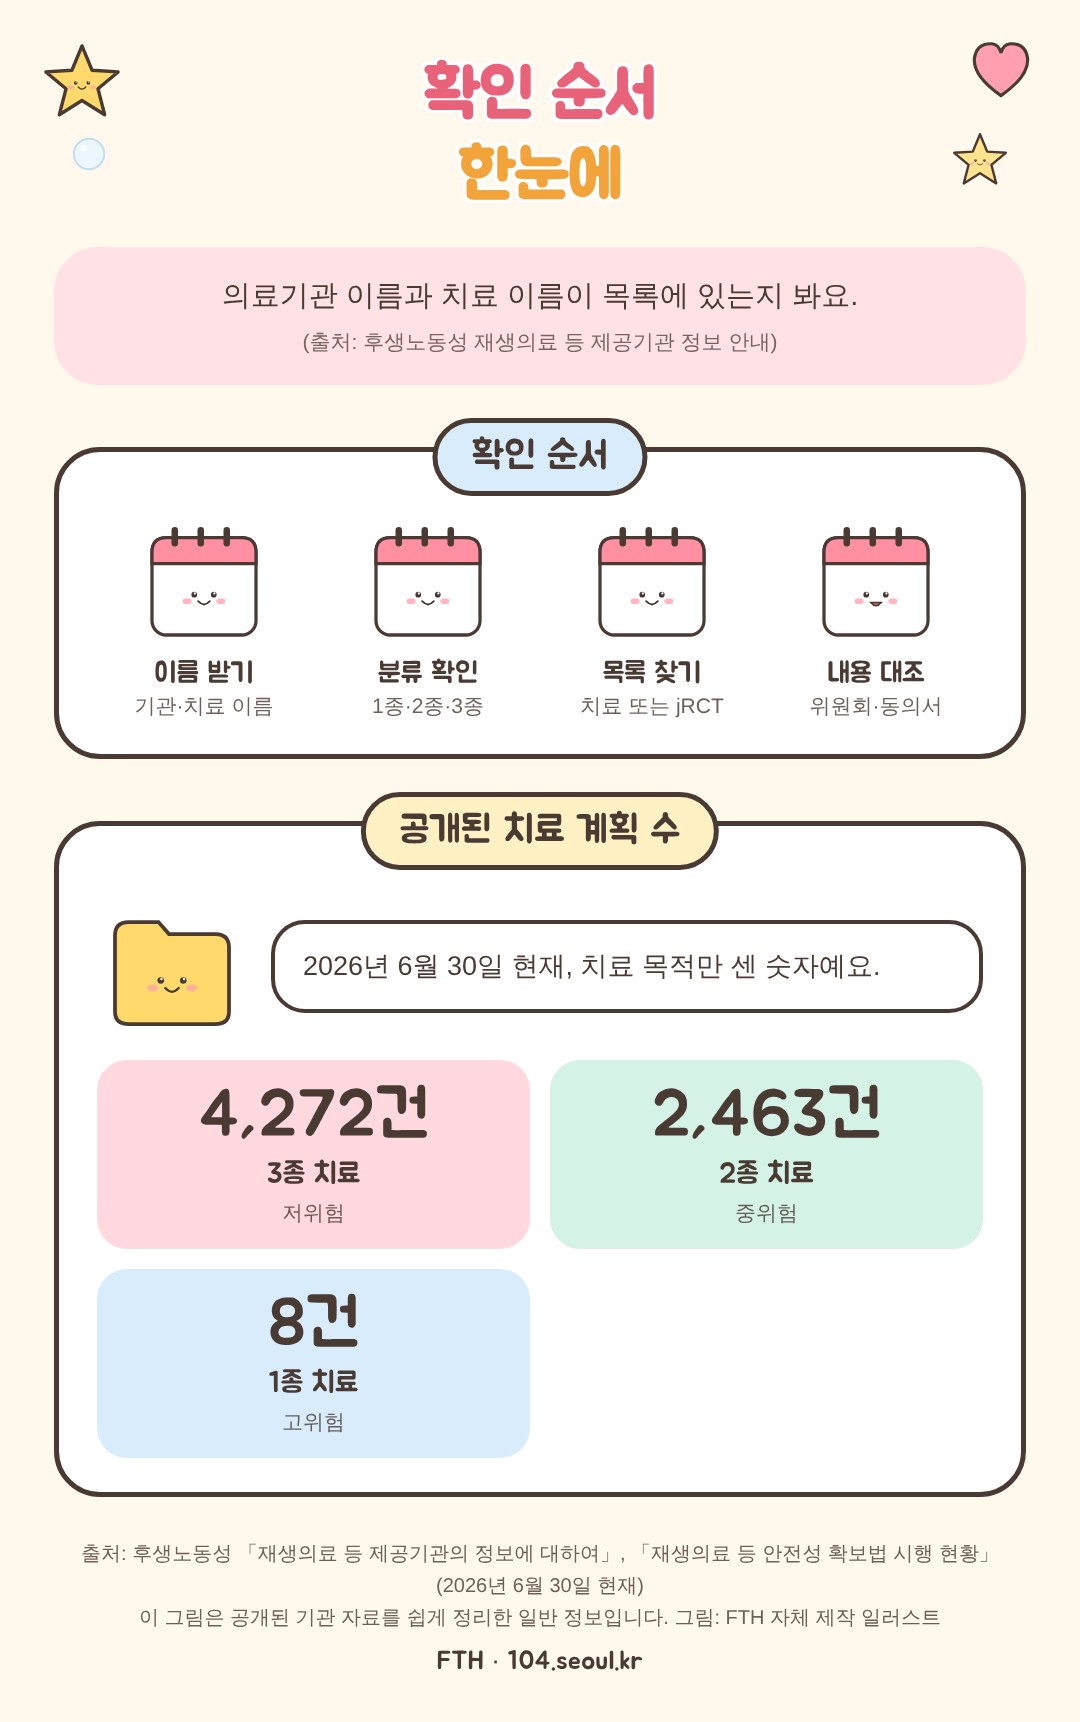 확인 순서
한눈에
의료기관 이름과 치료 이름이 목록에 있는지 봐요.
(출처: 후생노동성 재생의료 등 제공기관 정보 안내)
확인 순서
이름 받기
기관·치료 이름
분류 확인
1종·2종·3종
목록 찾기
치료 또는 jRCT
내용 대조
위원회·동의서
공개된 치료 계획 수
2026년 6월 30일 현재, 치료 목적만 센 숫자예요.
4,272건
3종 치료
저위험
2,463건
2종 치료
중위험
8건
1종 치료
고위험
출처: 후생노동성 「재생의료 등 제공기관의 정보에 대하여」, 「재생의료 등 안전성 확보법 시행 현황」
(2026년 6월 30일 현재)
이 그림은 공개된 기관 자료를 쉽게 정리한 일반 정보입니다. 그림: FTH 자체 제작 일러스트
FTH · 104.seoul.kr